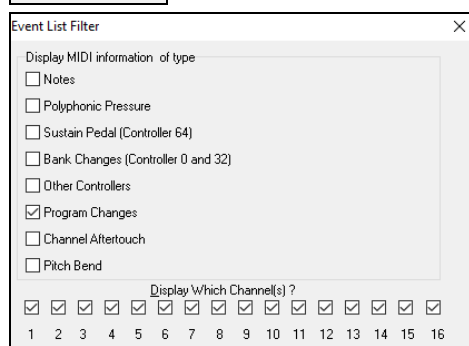 Event List Filter
Display MIDI information of type
Notes
Polyphonic Pressure
Sustain Pedal (Controller 64)
Bank Changes (Controller 0 and 32)
Other Controllers
Program Changes
Channel Aftertouch
Pitch Bend
Display Which Channel(s) ?
1 2 3 4 5 6 7 8 9 10 11 12 13 14 15 16